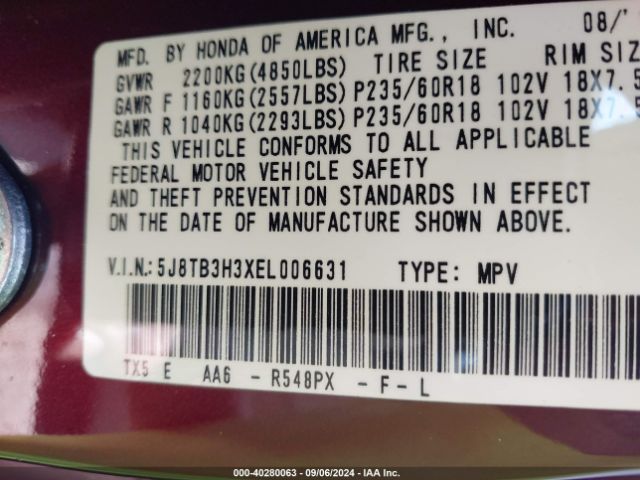 MFD. BY HONDA OF AMERICA MFG., INC. 08/
GVWR 2200KG(4850LBS) TIRE SIZE RIM SIZ
GAWR F 1160KG(2557LBS) P235/60R18 102V 18X7.5
GAWR R 1040KG(2293LBS) P235/60R18 102V 18X7.5
THIS VEHICLE CONFORMS TO ALL APPLICABLE
FEDERAL MOTOR VEHICLE SAFETY
AND THEFT PREVENTION STANDARDS IN EFFECT
ON THE DATE OF MANUFACTURE SHOWN ABOVE.
V.I.N.: 5J8TB3H3XEL006631 TYPE: MPV
TX5 E AA6 - R548PX - F - L
© 00-40280063 - 09/06/2024 - IAA Inc.